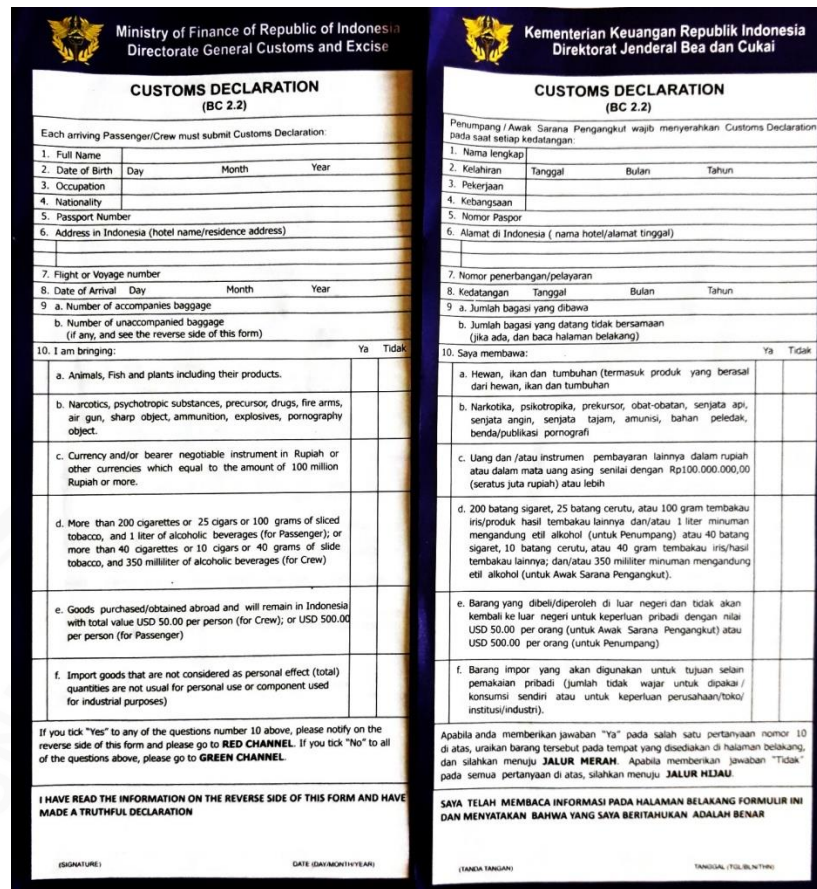 Ministry of Finance of Republic of Indonesia
Directorate General Customs and Excise
CUSTOMS DECLARATION
(BC 2.2)
Each arriving Passenger/Crew must submit Customs Declaration:
1. Full Name
2. Date of Birth Day Month Year
3. Occupation
4. Nationality
5. Passport Number
6. Address in Indonesia (hotel name/residence address)
7. Flight or Voyage number
8. Date of Arrival Day Month Year
9 a. Number of accompanies baggage
b. Number of unaccompanied baggage
(if any, and see the reverse side of this form)
10. I am bringing: Ya Tidak
a. Animals, Fish and plants including their products.
b. Narcotics, psychotropic substances, precursor, drugs, fire arms,
air gun, sharp object, ammunition, explosives, pornography
object.
c. Currency and/or bearer negotiable instrument in Rupiah or
other currencies which equal to the amount of 100 million
Rupiah or more.
d. More than 200 cigarettes or 25 cigars or 100 grams of sliced
tobacco, and 1 liter of alcoholic beverages (for Passenger); or
more than 40 cigarettes or 10 cigars or 40 grams of slide
tobacco, and 350 milliliter of alcoholic beverages (for Crew)
e. Goods purchased/obtained abroad and will remain in Indonesia
with total value USD 50.00 per person (for Crew); or USD 500.00
per person (for Passenger)
f. Import goods that are not considered as personal effect (total)
quantities are not usual for personal use or component used
for industrial purposes)
If you tick "Yes" to any of the questions number 10 above, please notify on the
reverse side of this form and please go to RED CHANNEL. If you tick "No" to all
of the questions above, please go to GREEN CHANNEL.
I HAVE READ THE INFORMATION ON THE REVERSE SIDE OF THIS FORM AND HAVE
MADE A TRUTHFUL DECLARATION
(SIGNATURE) DATE (DAY/MONTH/YEAR)
Kementerian Keuangan Republik Indonesia
Direktorat Jenderal Bea dan Cukai
CUSTOMS DECLARATION
(BC 2.2)
Penumpang / Awak Sarana Pengangkut wajib menyerahkan Customs Declaration
pada saat setiap kedatangan:
1. Nama lengkap
2. Kelahiran Tanggal Bulan Tahun
3. Pekerjaan
4. Kebangsaan
5. Nomor Paspor
6. Alamat di Indonesia ( nama hotel/alamat tinggal)
7. Nomor penerbangan/pelayaran
8. Kedatangan Tanggal Bulan Tahun
9 a. Jumlah bagasi yang dibawa
b. Jumlah bagasi yang datang tidak bersamaan
(jika ada, dan baca halaman belakang)
10. Saya membawa: Ya Tidak
a. Hewan, ikan dan tumbuhan (termasuk produk yang berasal
dari hewan, ikan dan tumbuhan
b. Narkotika, psikotropika, prekursor, obat-obatan, senjata api,
senjata angin, senjata tajam, amunisi, bahan peledak,
benda/publikasi pornografi
c. Uang dan /atau instrumen pembayaran lainnya dalam rupiah
atau dalam mata uang asing senilai dengan Rp100.000.000,00
(seratus juta rupiah) atau lebih
d. 200 batang sigaret, 25 batang cerutu, atau 100 gram tembakau
iris/produk hasil tembakau lainnya dan/atau 1 liter minuman
mengandung etil alkohol (untuk Penumpang) atau 40 batang
sigaret, 10 batang cerutu, atau 40 gram tembakau iris/hasil
tembakau lainnya; dan/atau 350 mililiter minuman mengandung
etil alkohol (untuk Awak Sarana Pengangkut).
e. Barang yang dibeli/diperoleh di luar negeri dan tidak akan
kembali ke luar negeri untuk keperluan pribadi dengan nilai
USD 50.00 per orang (untuk Awak Sarana Pengangkut) atau
USD 500.00 per orang (untuk Penumpang)
f. Barang impor yang akan digunakan untuk tujuan selain
pemakaian pribadi (jumlah tidak wajar untuk dipakai /
konsumsi sendiri atau untuk keperluan perusahaan/toko/
institusi/industri).
Apabila anda memberikan jawaban "Ya" pada salah satu pertanyaan nomor 10
di atas, uraikan barang tersebut pada tempat yang disediakan di halaman belakang,
dan silahkan menuju JALUR MERAH. Apabila memberikan jawaban "Tidak"
pada semua pertanyaan di atas, silahkan menuju JALUR HIJAU.
SAYA TELAH MEMBACA INFORMASI PADA HALAMAN BELAKANG FORMULIR INI
DAN MENYATAKAN BAHWA YANG SAYA BERITAHUKAN ADALAH BENAR
(TANDA TANGAN) TANGGAL (TGL/BLN/THN)